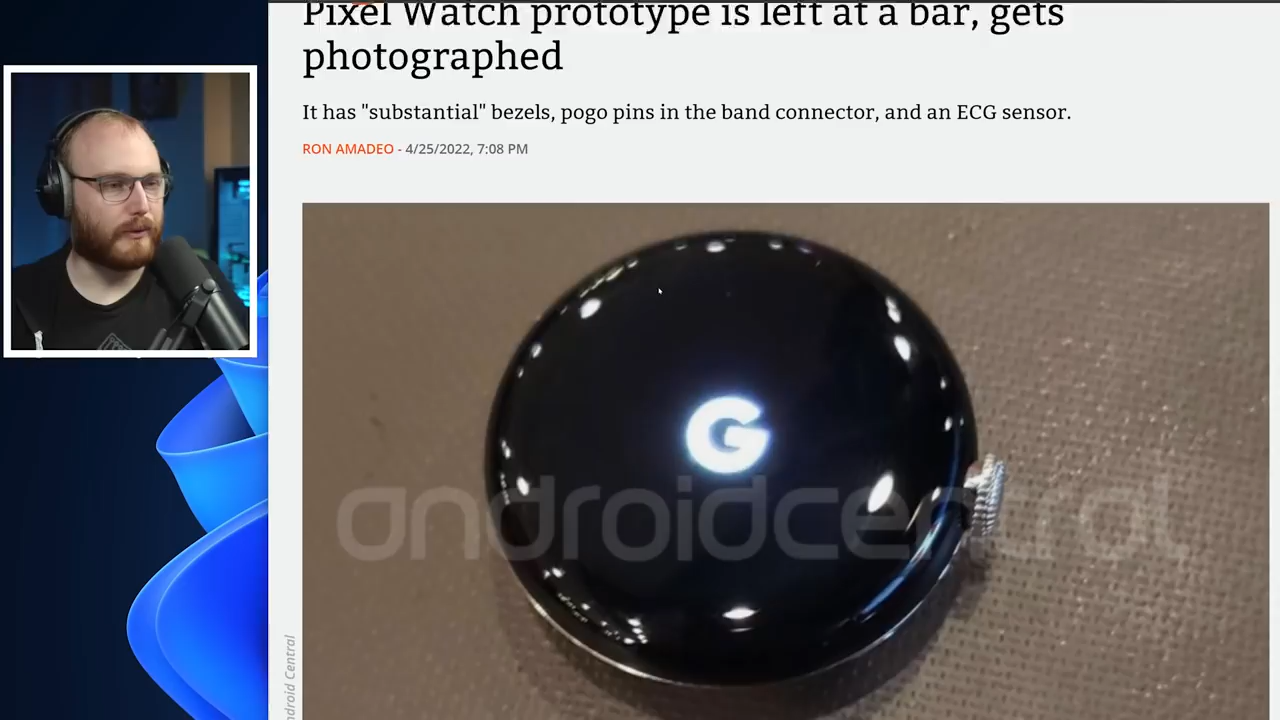 Pixel Watch prototype is left at a bar, gets
photographed
It has "substantial" bezels, pogo pins in the band connector, and an ECG sensor.
RON AMADEO - 4/25/2022, 7:08 PM
G
androidcentral
ndroid Central